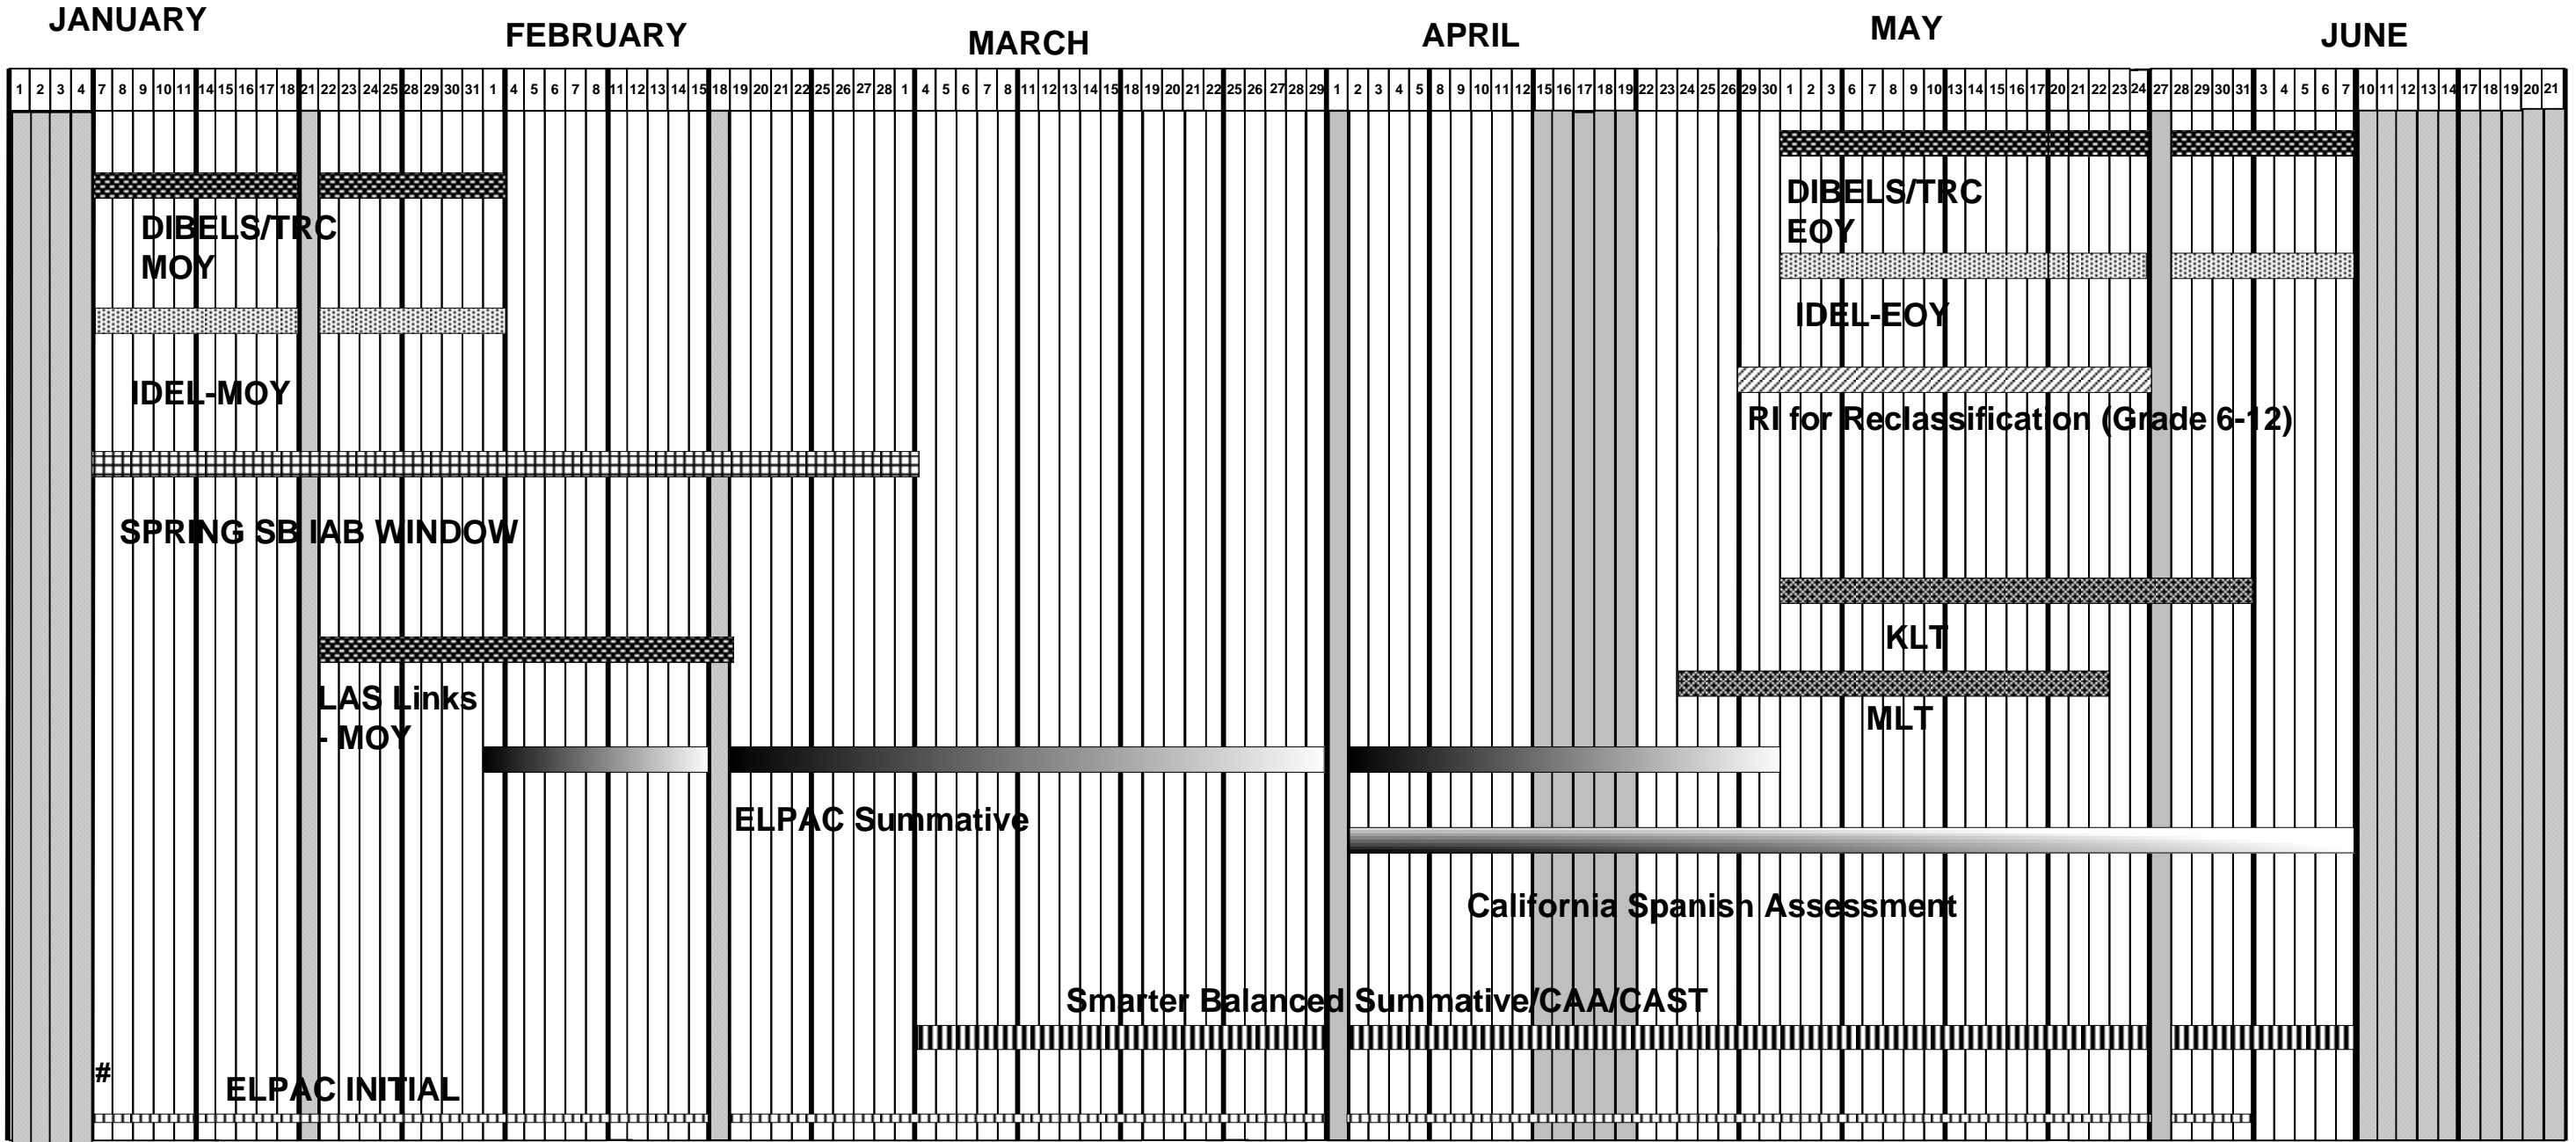 JANUARY FEBRUARY MARCH APRIL MAY JUNE
1 2 3 4 7 8 9 10 11 14 15 16 17 18 21 22 23 24 25 28 29 30 31 1 4 5 6 7 8 11 12 13 14 15 18 19 20 21 22 25 26 27 28 1 4 5 6 7 8 11 12 13 14 15 18 19 20 21 22 25 26 27 28 29 1 2 3 4 5 8 9 10 11 12 15 16 17 18 19 22 23 24 25 26 29 30 1 2 3 6 7 8 9 10 13 14 15 16 17 20 21 22 23 24 27 28 29 30 31 3 4 5 6 7 10 11 12 13 14 17 18 19 20 21
DIBELS/TRC
EOY
DIBELS/TRC
MOY
IDEL-EOY
IDEL-MOY
RI for Reclassification (Grade 6-12)
SPRING SB IAB WINDOW
KLT
LAS Links
- MOY
MLT
ELPAC Summative
California Spanish Assessment
Smarter Balanced Summative/CAA/CAST
#
ELPAC INITIAL